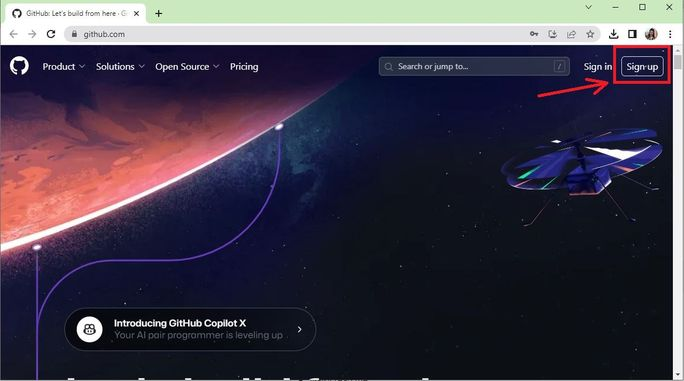 GitHub: Let's build from here · G
github.com
Product
Solutions
Open Source
Pricing
Search or jump to...
/
Sign in
Sign up
Introducing GitHub Copilot X
Your AI pair programmer is leveling up